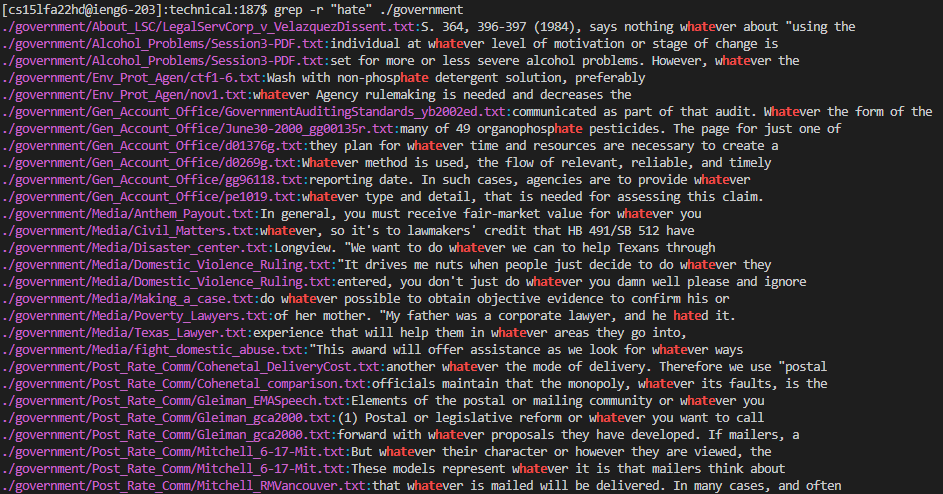 [cs15lfa22hd@ieng6-203]:technical:187$ grep -r "hate" ./government
./government/About_LSC/LegalServCorp_v_VelazquezDissent.txt:S. 364, 396-397 (1984), says nothing whatever about "using the
./government/Alcohol_Problems/Session3-PDF.txt:individual at whatever level of motivation or stage of change is
./government/Alcohol_Problems/Session3-PDF.txt:set for more or less severe alcohol problems. However, whatever the
./government/Env_Prot_Agen/ctf1-6.txt:Wash with non-phosphate detergent solution, preferably
./government/Env_Prot_Agen/nov1.txt:whatever Agency rulemaking is needed and decreases the
./government/Gen_Account_Office/GovernmentAuditingStandards_yb2002ed.txt:communicated as part of that audit. Whatever the form of the
./government/Gen_Account_Office/June30-2000_gg00135r.txt:many of 49 organophosphate pesticides. The page for just one of
./government/Gen_Account_Office/d01376g.txt:they plan for whatever time and resources are necessary to create a
./government/Gen_Account_Office/d0269g.txt:Whatever method is used, the flow of relevant, reliable, and timely
./government/Gen_Account_Office/gg96118.txt:reporting date. In such cases, agencies are to provide whatever
./government/Gen_Account_Office/pe1019.txt:whatever type and detail, that is needed for assessing this claim.
./government/Media/Anthem_Payout.txt:In general, you must receive fair-market value for whatever you
./government/Media/Civil_Matters.txt:whatever, so it's to lawmakers' credit that HB 491/SB 512 have
./government/Media/Disaster_center.txt:Longview. "We want to do whatever we can to help Texans through
./government/Media/Domestic_Violence_Ruling.txt:"It drives me nuts when people just decide to do whatever they
./government/Media/Domestic_Violence_Ruling.txt:entered, you don't just do whatever you damn well please and ignore
./government/Media/Making_a_case.txt:do whatever possible to obtain objective evidence to confirm his or
./government/Media/Poverty_Lawyers.txt:of her mother. "My father was a corporate lawyer, and he hated it.
./government/Media/Texas_Lawyer.txt:experience that will help them in whatever areas they go into,
./government/Media/fight_domestic_abuse.txt:"This award will offer assistance as we look for whatever ways
./government/Post_Rate_Comm/Cohenetal_DeliveryCost.txt:another whatever the mode of delivery. Therefore we use "postal
./government/Post_Rate_Comm/Cohenetal_comparison.txt:officials maintain that the monopoly, whatever its faults, is the
./government/Post_Rate_Comm/Gleiman_EMASpeech.txt:Elements of the postal or mailing community or whatever you
./government/Post_Rate_Comm/Gleiman_gca2000.txt:(1) Postal or legislative reform or whatever you want to call
./government/Post_Rate_Comm/Gleiman_gca2000.txt:forward with whatever proposals they have developed. If mailers, a
./government/Post_Rate_Comm/Mitchell_6-17-Mit.txt:But whatever their character or however they are viewed, the
./government/Post_Rate_Comm/Mitchell_6-17-Mit.txt:These models represent whatever it is that mailers think about
./government/Post_Rate_Comm/Mitchell_RMVancouver.txt:that whatever is mailed will be delivered. In many cases, and often